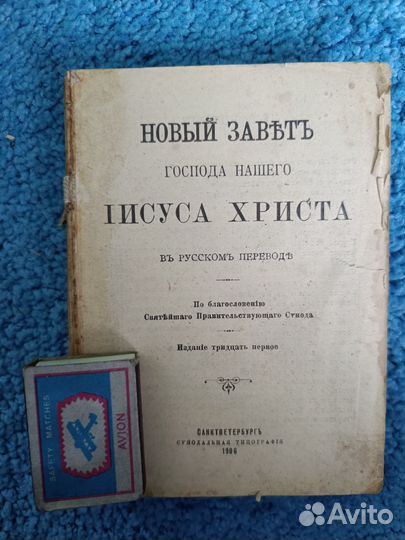 НОВЫЙ ЗАВѢТЪ
ГОСПОДА НАШЕГО
ІИСУСА ХРИСТА
ВЪ РУССКОМЪ ПЕРЕВОДѢ
По благословенію
Святѣйшаго Правительствующаго Сѵнода
Изданіе тридцать первое
САНКТПЕТЕРБУРГЪ
СѴНОДАЛЬНАЯ ТИПОГРАФІЯ
1906
SAFETY MATCHES
AVION
Avito